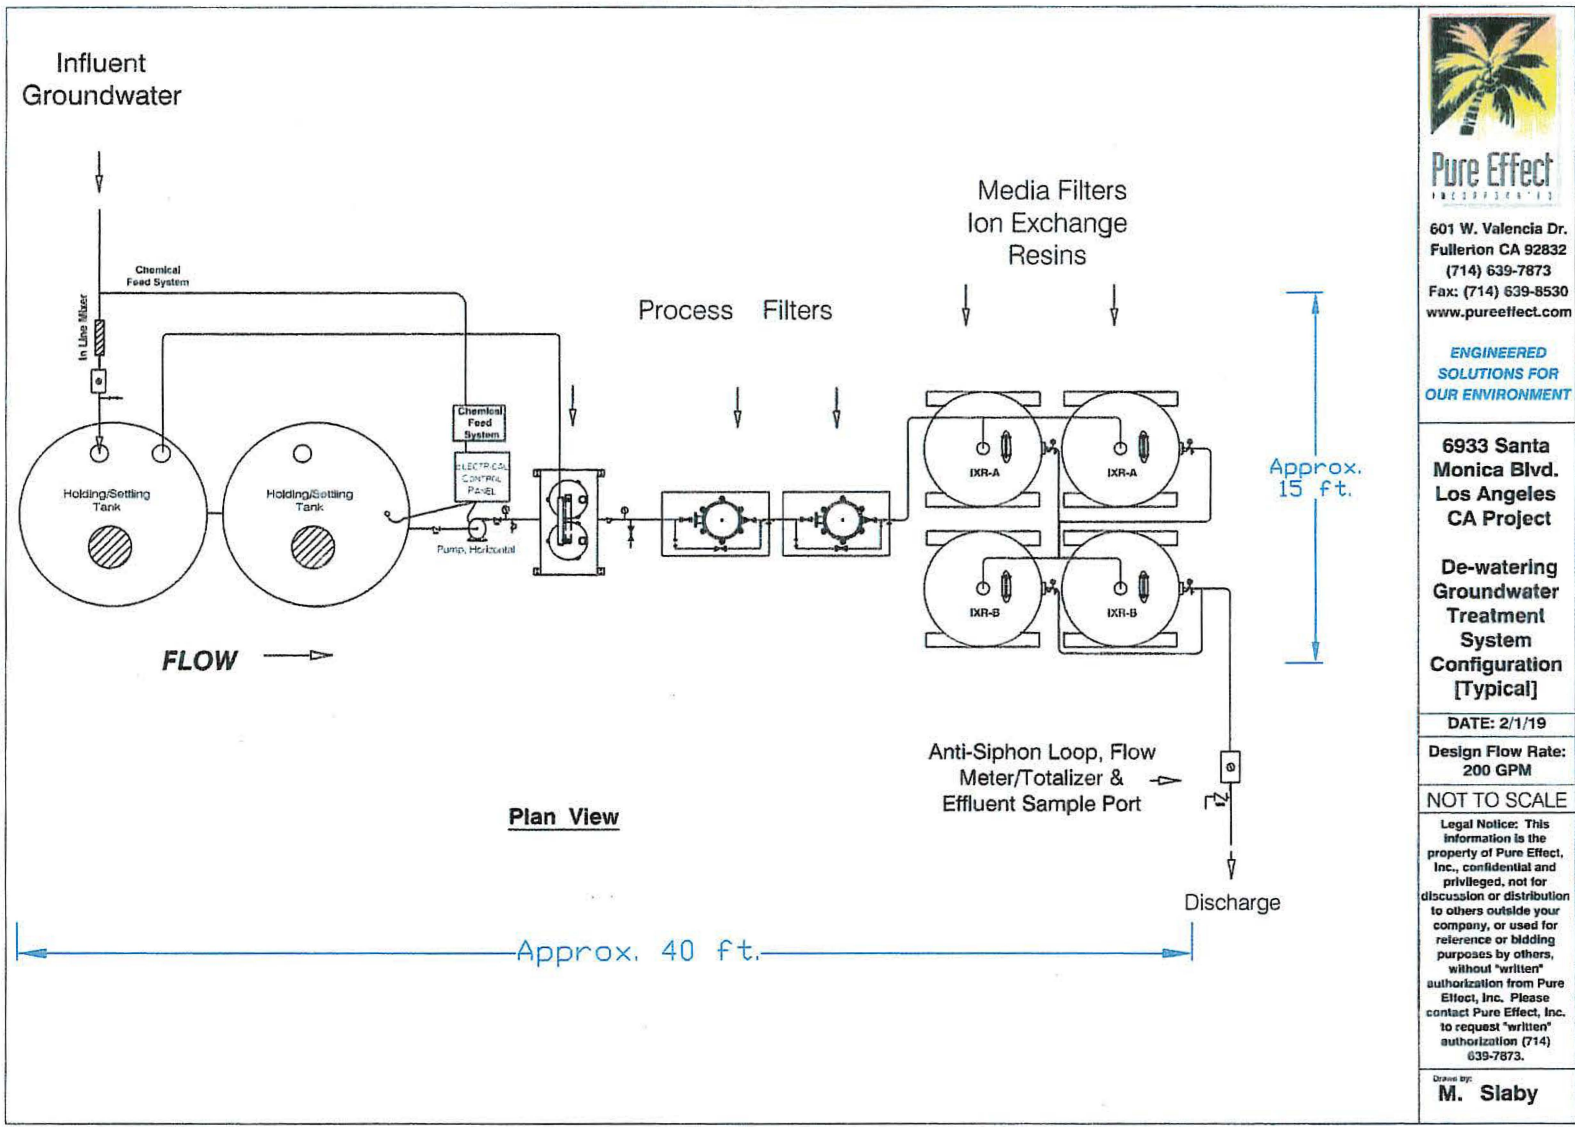 Influent
Groundwater
Chemical
Feed System
In Line Mixer
Holding/Settling
Tank
Holding/Settling
Tank
Chemical
Feed
System
ELECTRICAL
CONTROL
PANEL
Pump, Horizontal
Process Filters
Media Filters
Ion Exchange
Resins
IXR-A
IXR-A
IXR-B
IXR-B
Approx.
15 ft.
FLOW
Anti-Siphon Loop, Flow
Meter/Totalizer &
Effluent Sample Port
Plan View
Discharge
Approx. 40 ft.
Pure Effect
INCORPORATED
601 W. Valencia Dr.
Fullerton CA 92832
(714) 639-7873
Fax: (714) 639-8530
www.pureeffect.com
ENGINEERED
SOLUTIONS FOR
OUR ENVIRONMENT
6933 Santa
Monica Blvd.
Los Angeles
CA Project
De-watering
Groundwater
Treatment
System
Configuration
[Typical]
DATE: 2/1/19
Design Flow Rate:
200 GPM
NOT TO SCALE
Legal Notice: This
information is the
property of Pure Effect,
Inc., confidential and
privileged, not for
discussion or distribution
to others outside your
company, or used for
reference or bidding
purposes by others,
without "written"
authorization from Pure
Effect, Inc. Please
contact Pure Effect, Inc.
to request "written"
authorization (714)
639-7873.
Drawn by:
M. Slaby